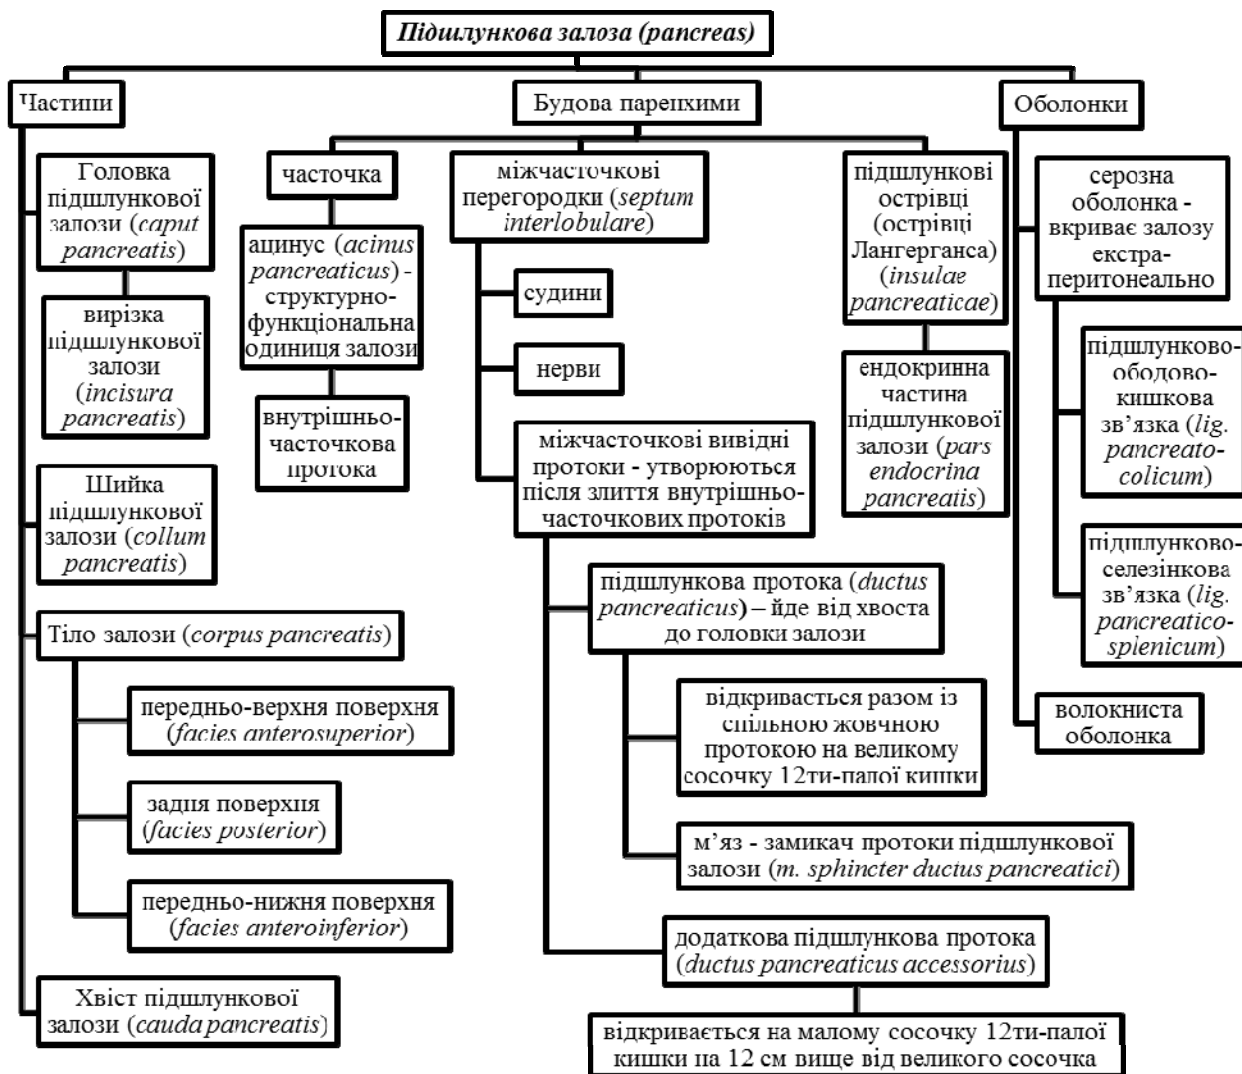 Підшлункова залоза (pancreas)
Частини
Головка
підшлункової
залози (caput
pancreatis)
вирізка
підшлункової
залози
(incisura
pancreatis)
Шийка
підшлункової
залози (collum
pancreatis)
Тіло залози (corpus pancreatis)
передньо-верхня поверхня
(facies anterosuperior)
задня поверхня
(facies posterior)
передньо-нижня поверхня
(facies anteroinferior)
Хвіст підшлункової
залози (cauda pancreatis)
Будова паренхими
часточка
ацинус (acinus
pancreaticus) -
структурно-
функціональна
одиниця залози
внутрішньо-
часточкова
протока
міжчасточкові
перегородки (septum
interlobulare)
судини
нерви
міжчасточкові вивідні
протоки - утворюються
після злиття внутрішньо-
часточкових протоків
підшлункова протока (ductus
pancreaticus) – йде від хвоста
до головки залози
відкривається разом із
спільною жовчною
протокою на великому
сосочку 12ти-палої кишки
м’яз - замикач протоки підшлункової
залози (m. sphincter ductus pancreatici)
додаткова підшлункова протока
(ductus pancreaticus accessorius)
відкривається на малому сосочку 12ти-палої
кишки на 12 см вище від великого сосочка
підшлункові
острівці
(острівці
Лангерганса)
(insulae
pancreaticae)
ендокринна
частина
підшлункової
залози (pars
endocrina
pancreatis)
Оболонки
серозна
оболонка -
вкриває залозу
екстра-
перитонеально
підшлунково-
ободово-
кишкова
зв’язка (lig.
pancreato-
colicum)
підшлунково-
селезінкова
зв’язка (lig.
pancreatico-
splenicum)
волокниста
оболонка